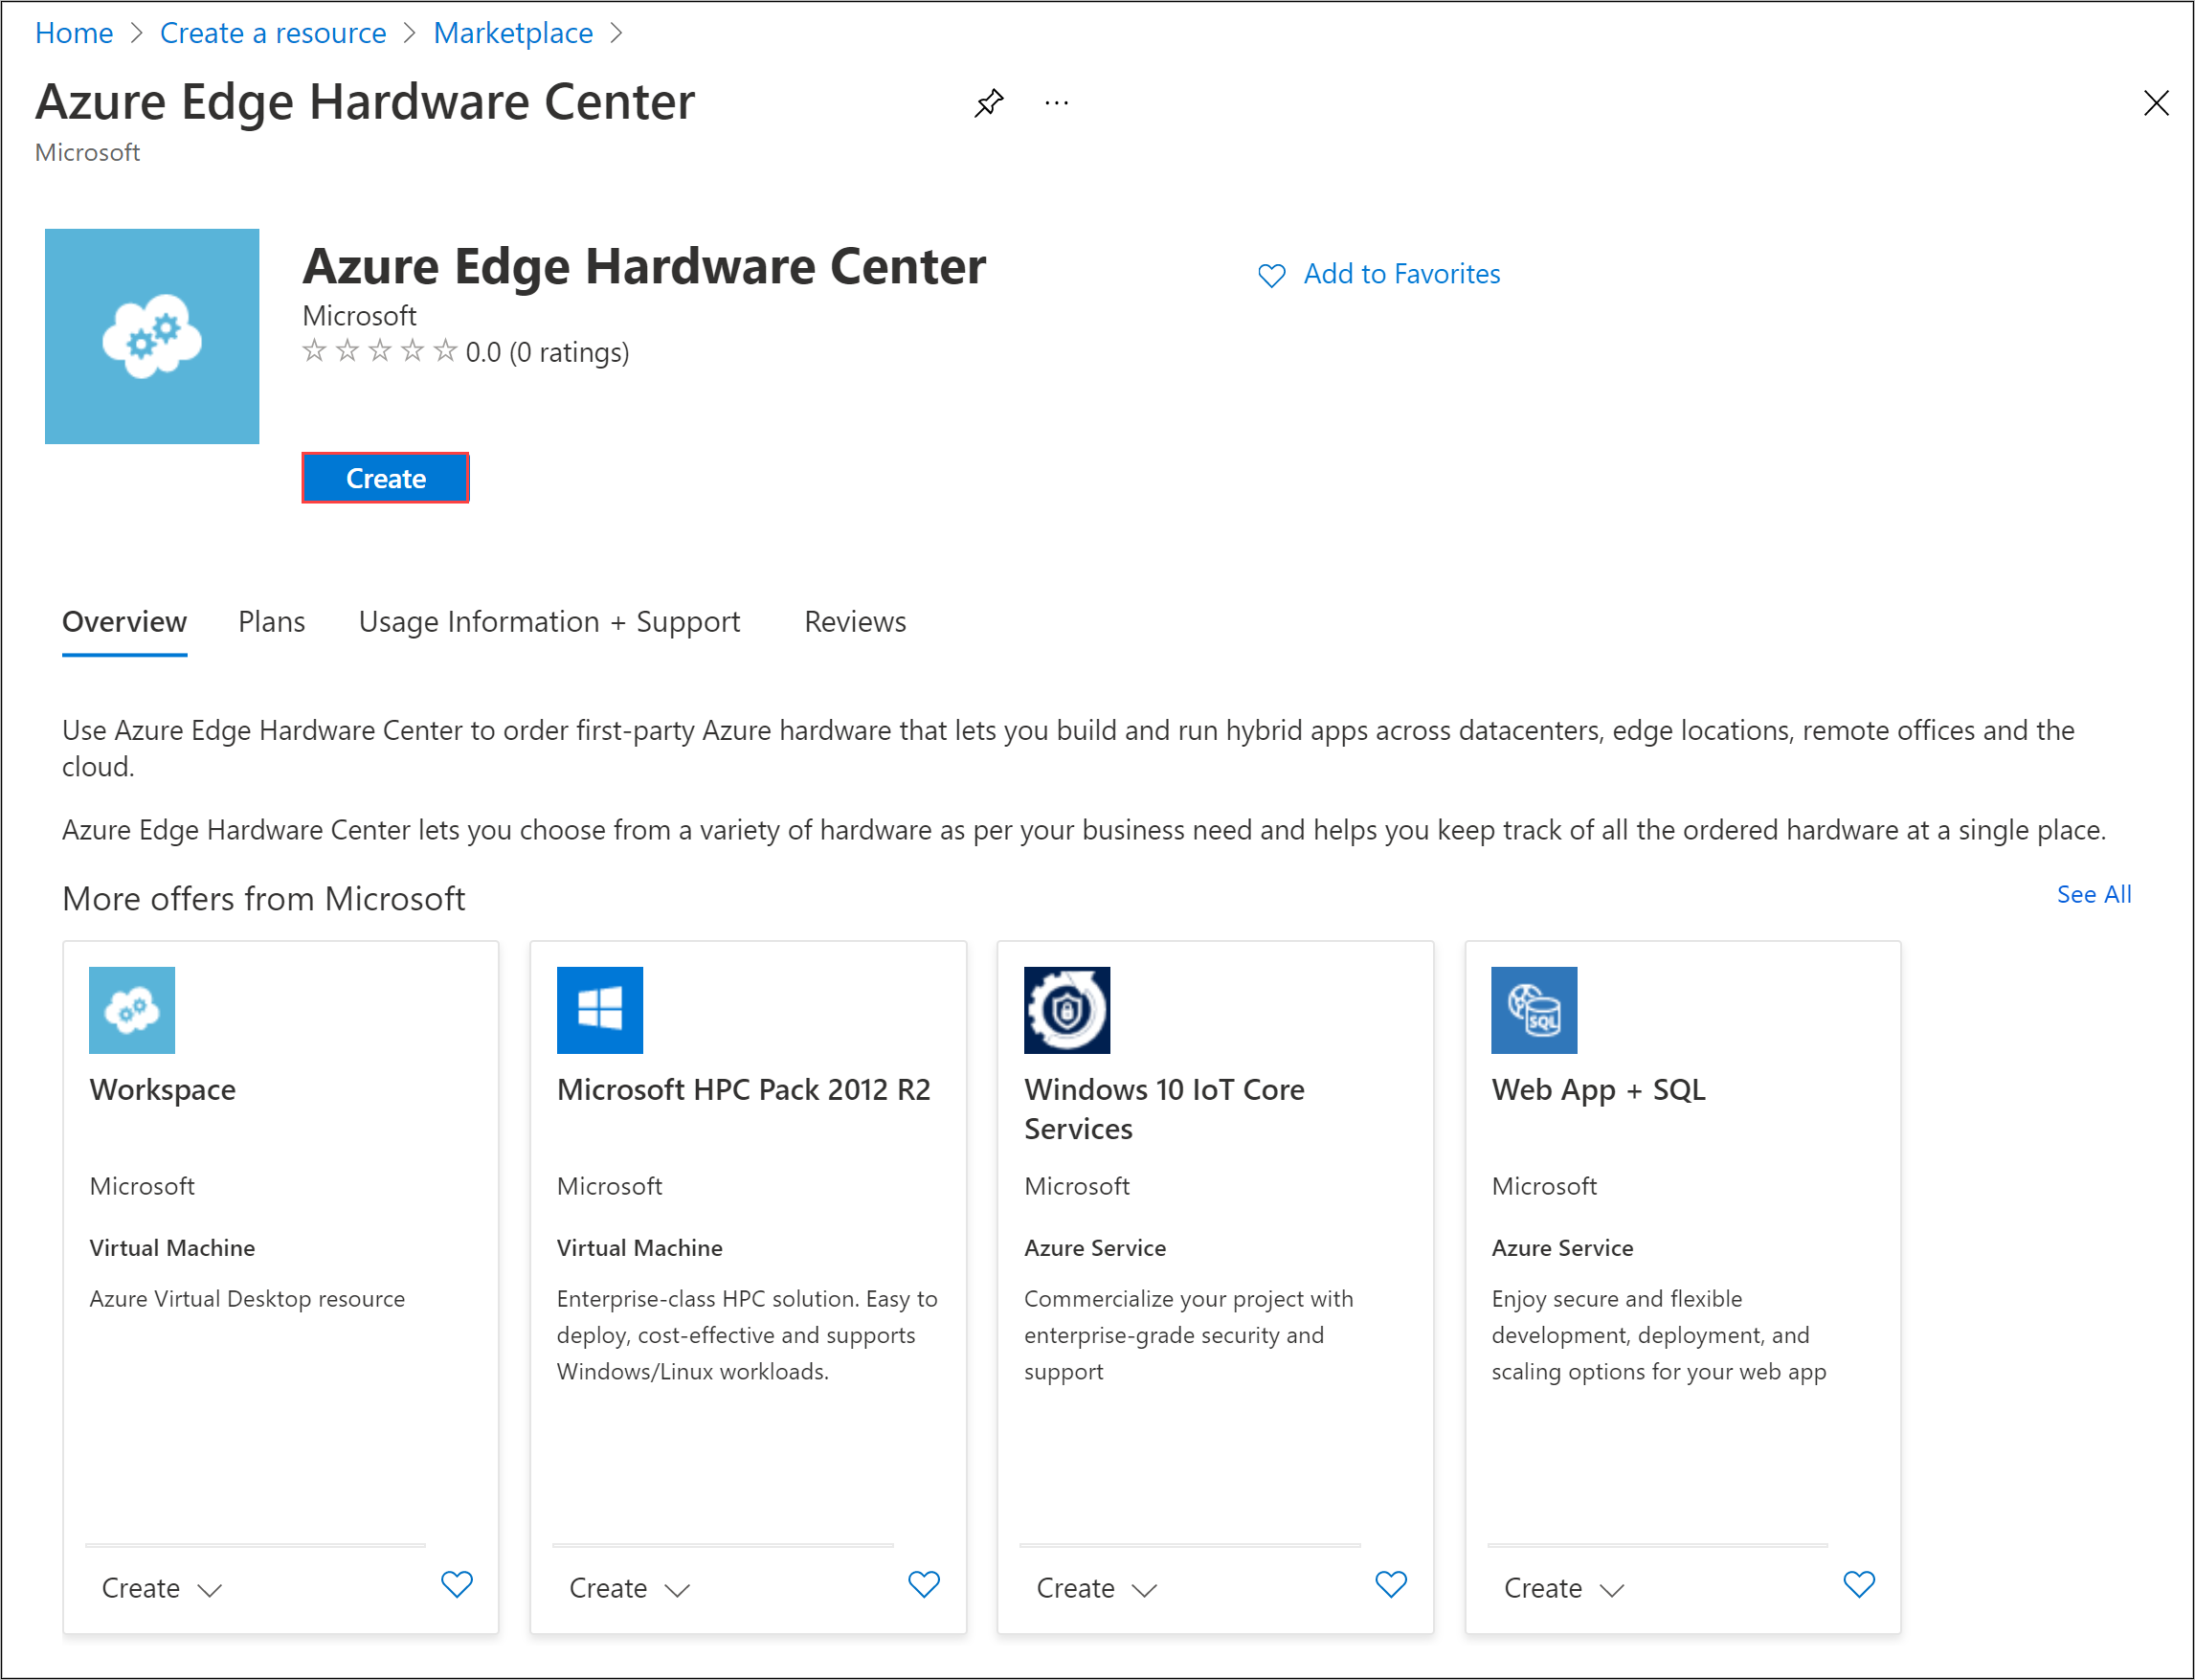 Home > Create a resource > Marketplace >
Azure Edge Hardware Center
...
Microsoft
Azure Edge Hardware Center
Add to Favorites
Microsoft
0.0 (0 ratings)
Create
Overview Plans Usage Information + Support Reviews
Use Azure Edge Hardware Center to order first-party Azure hardware that lets you build and run hybrid apps across datacenters, edge locations, remote offices and the
cloud.
Azure Edge Hardware Center lets you choose from a variety of hardware as per your business need and helps you keep track of all the ordered hardware at a single place.
More offers from Microsoft
See All
Workspace
Microsoft
Virtual Machine
Azure Virtual Desktop resource
Create
Microsoft HPC Pack 2012 R2
Microsoft
Virtual Machine
Enterprise-class HPC solution. Easy to
deploy, cost-effective and supports
Windows/Linux workloads.
Create
Windows 10 IoT Core
Services
Microsoft
Azure Service
Commercialize your project with
enterprise-grade security and
support
Create
SQL
Web App + SQL
Microsoft
Azure Service
Enjoy secure and flexible
development, deployment, and
scaling options for your web app
Create